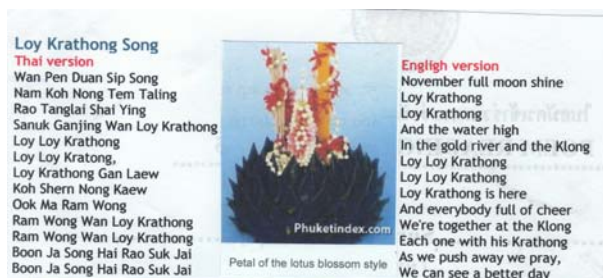 Loy Krathong Song
Thai version
Wan Pen Duan Sip Song
Nam Koh Nong Tem Taling
Rao Tanglai Shai Ying
Sanuk Ganjing Wan Loy Krathong
Loy Loy Krathong
Loy Loy Kratong,
Loy Krathong Gan Laew
Koh Shern Nong Kaew
Ook Ma Ram Wong
Ram Wong Wan Loy Krathong
Ram Wong Wan Loy Krathong
Boon Ja Song Hai Rao Suk Jai
Boon Ja Song Hai Rao Suk Jai
Phuketindex.com
Petal of the lotus blossom style
Engligh version
November full moon shine
Loy Krathong
Loy Krathong
And the water high
In the gold river and the Klong
Loy Loy Krathong
Loy Loy Krathong
Loy Krathong is here
And everybody full of cheer
We're together at the Klong
Each one with his Krathong
As we push away we pray,
We can see a better day